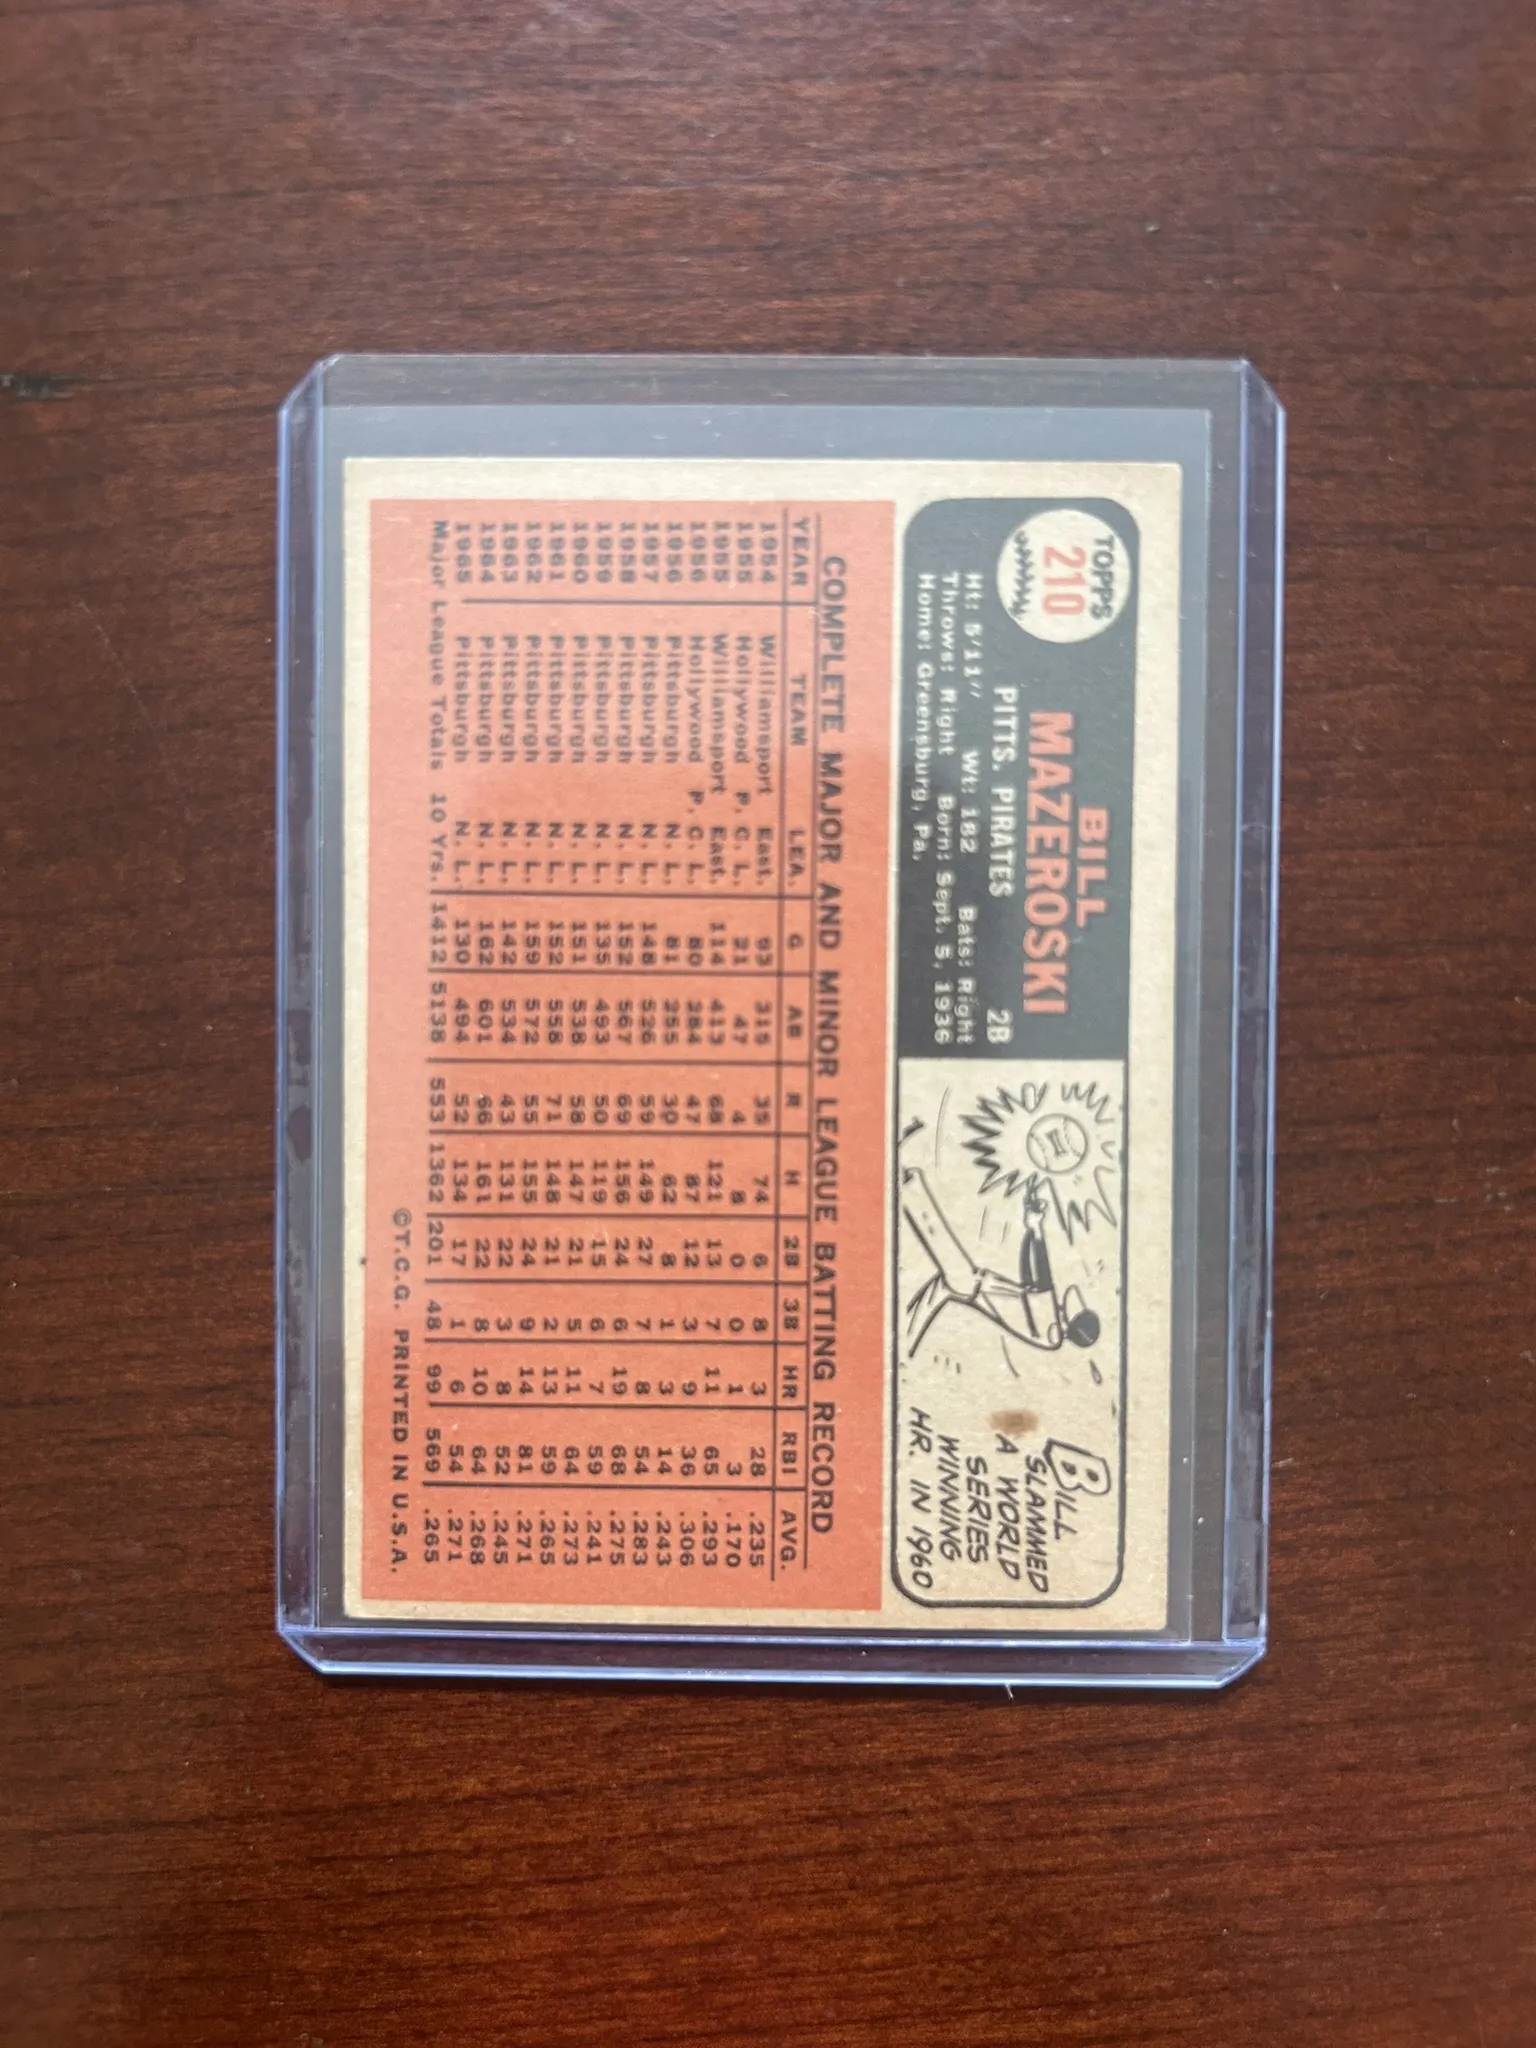 TOPPS
210
BILL
MAZEROSKI
PITTS. PIRATES 2B
Ht: 5/11" Wt: 182 Bats: Right
Throws: Right Born: Sept. 5, 1936
Home: Greensburg, Pa.
BILL
SLAMMED
A WORLD
SERIES
WINNING
HR. IN 1960
COMPLETE MAJOR AND MINOR LEAGUE BATTING RECORD
YEAR TEAM LEA. G AB R H 2B 3B HR RBI AVG.
1954 Williamsport East. 93 315 35 74 6 8 3 28 .235
1955 Hollywood P. C. L. 21 47 4 8 0 0 1 3 .170
1955 Williamsport East. 114 413 68 121 13 7 11 65 .293
1956 Hollywood P. C. L. 80 284 47 87 12 3 9 36 .306
1956 Pittsburgh N. L. 81 255 30 62 8 1 3 14 .243
1957 Pittsburgh N. L. 148 526 59 149 27 7 8 54 .283
1958 Pittsburgh N. L. 152 567 69 156 24 6 19 68 .275
1959 Pittsburgh N. L. 135 493 50 119 15 6 7 59 .241
1960 Pittsburgh N. L. 151 538 58 147 21 5 11 64 .273
1961 Pittsburgh N. L. 152 558 71 148 21 2 13 59 .265
1962 Pittsburgh N. L. 159 572 55 155 24 9 14 81 .271
1963 Pittsburgh N. L. 142 534 43 131 22 3 8 52 .245
1964 Pittsburgh N. L. 162 601 66 161 22 8 10 64 .268
1965 Pittsburgh N. L. 130 494 52 134 17 1 6 54 .271
Major League Totals 10 Yrs. 1412 5138 553 1362 201 48 99 569 .265
©T.C.G. PRINTED IN U.S.A.